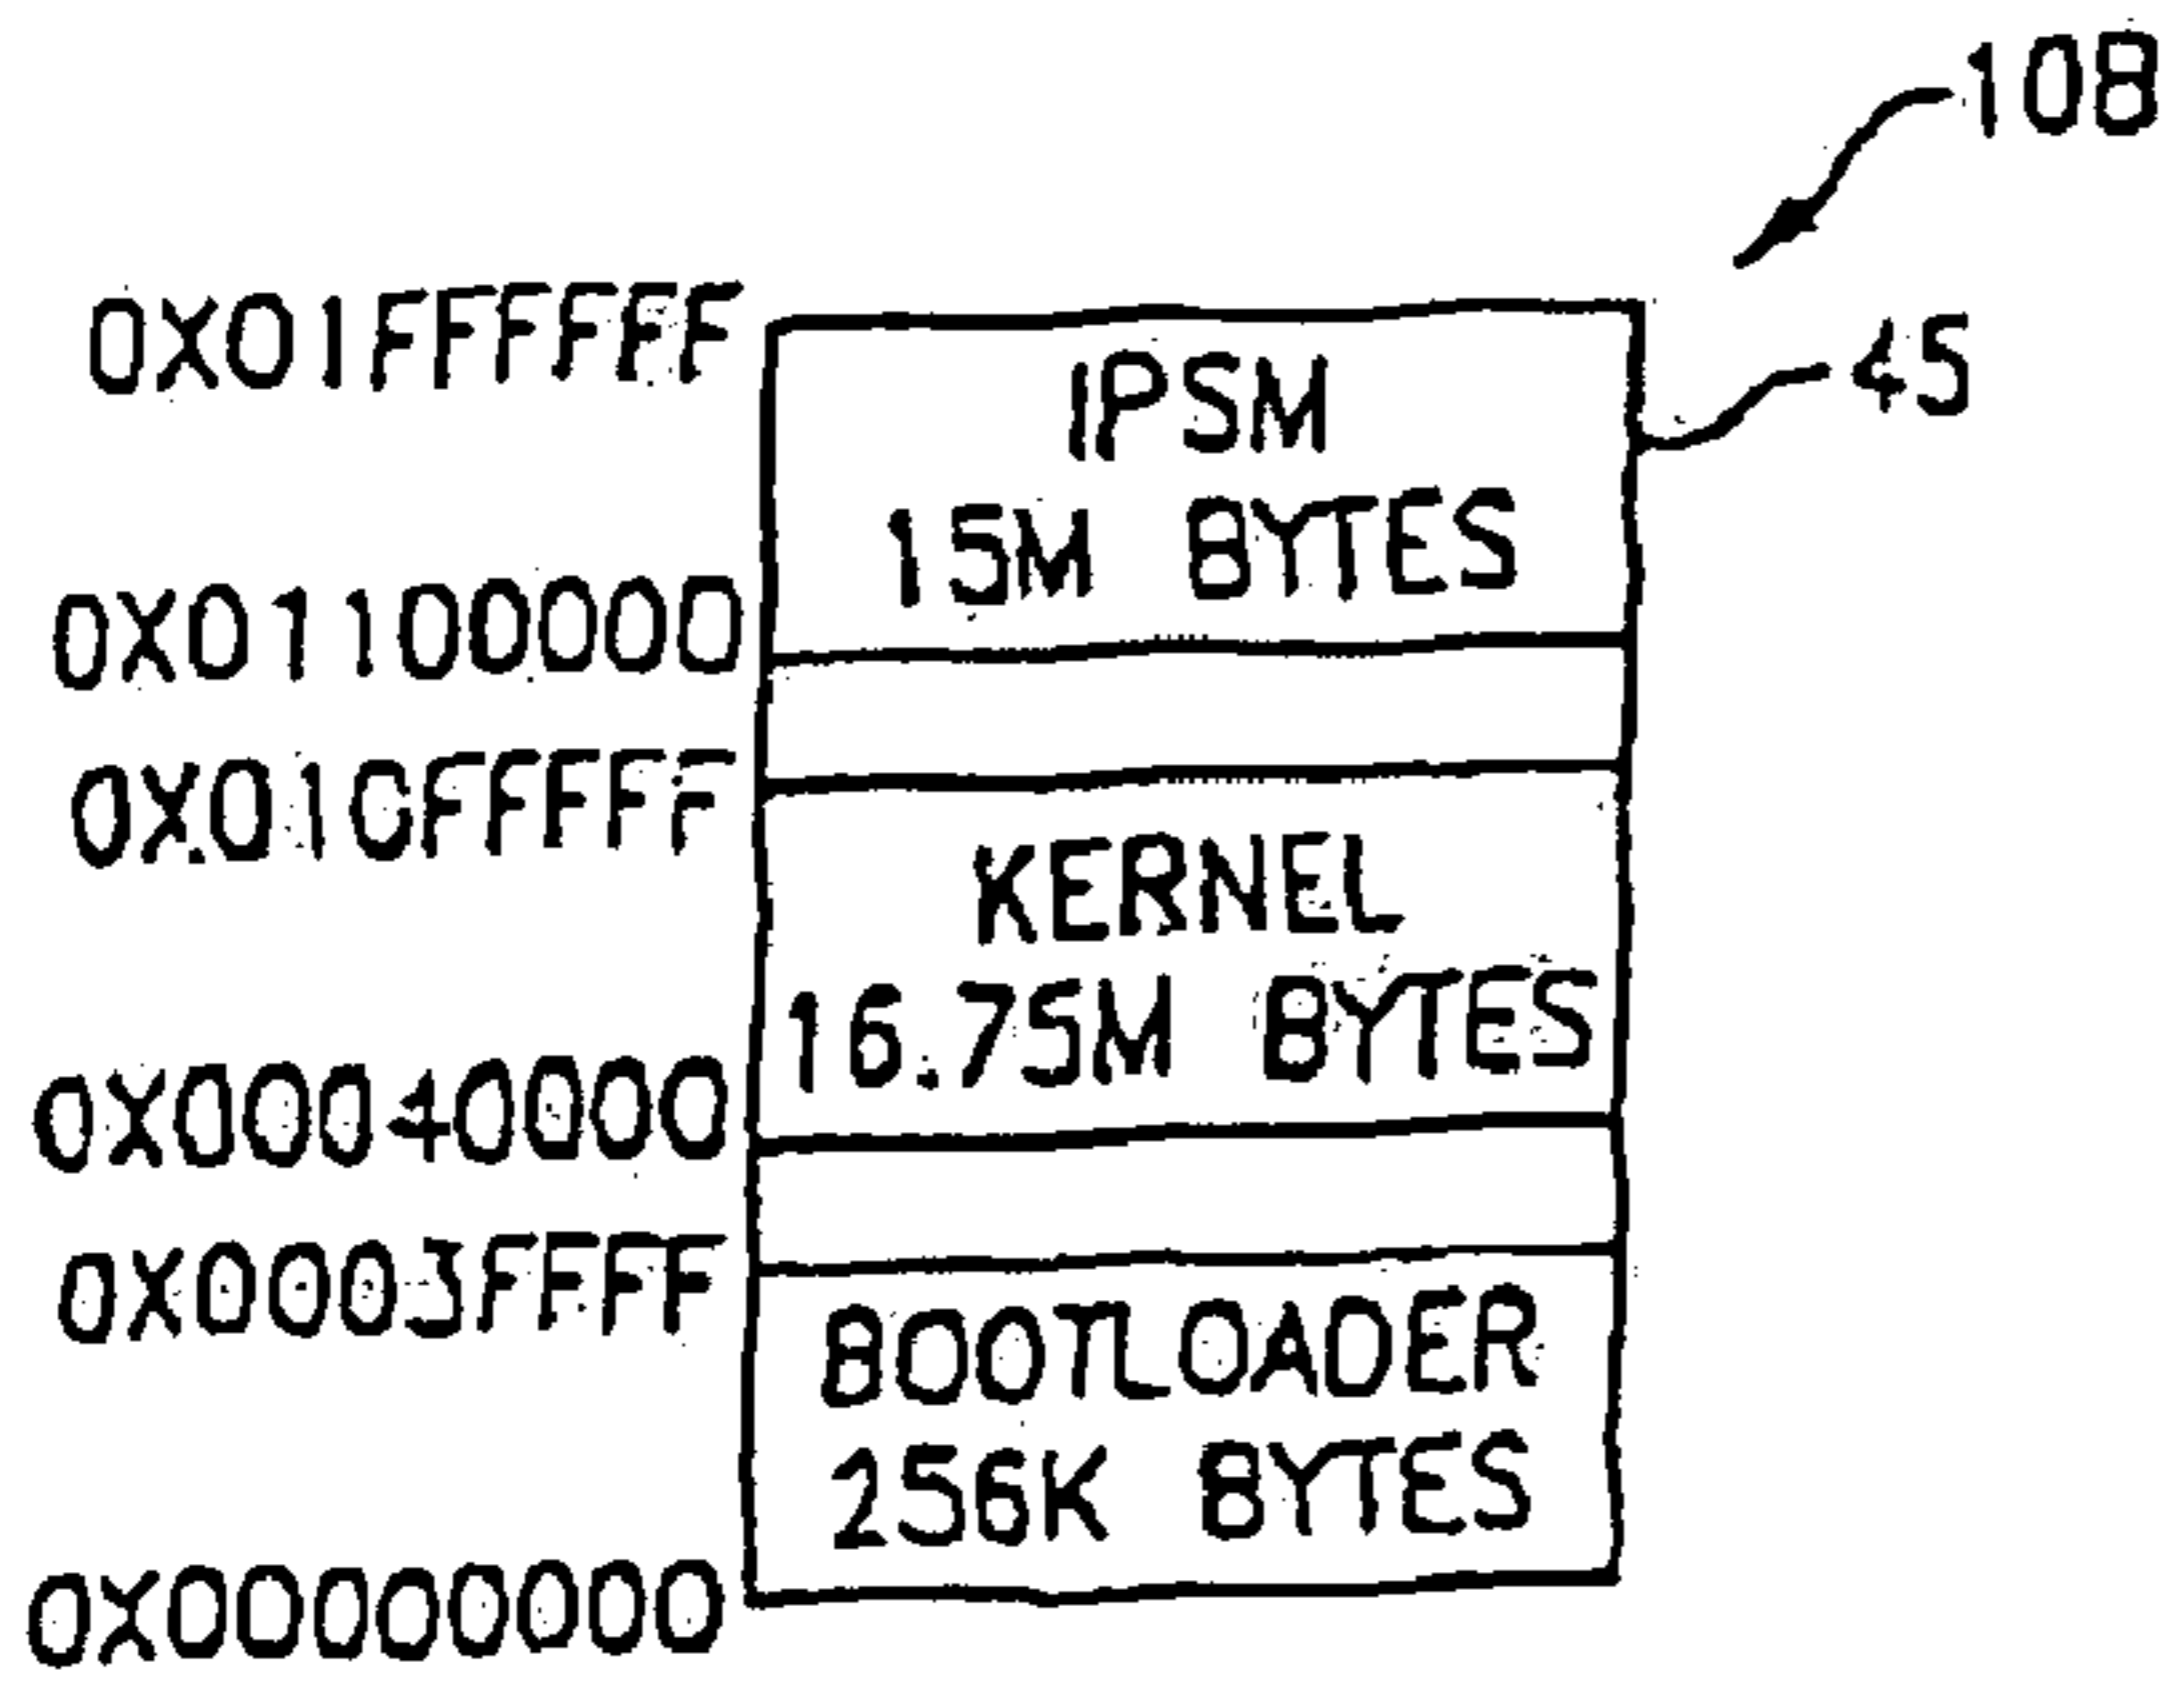 108
0X01FFFFFF
45
IPSM
15M BYTES
0X01100000
0X010FFFFF
KERNEL
16.75M BYTES
0X00040000
0X0003FFFF
BOOTLOADER
256K BYTES
0X00000000